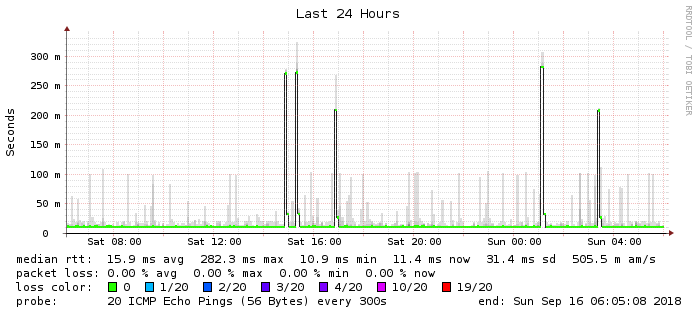 Last 24 Hours
RRDTOOL / TOBI OETIKER
Seconds
300 m
250 m
200 m
150 m
100 m
50 m
0
Sat 08:00 Sat 12:00 Sat 16:00 Sat 20:00 Sun 00:00 Sun 04:00
median rtt: 15.9 ms avg 282.3 ms max 10.9 ms min 11.4 ms now 31.4 ms sd 505.5 m am/s
packet loss: 0.00 % avg 0.00 % max 0.00 % min 0.00 % now
loss color: 0 1/20 2/20 3/20 4/20 10/20 19/20
probe: 20 ICMP Echo Pings (56 Bytes) every 300s end: Sun Sep 16 06:05:08 2018